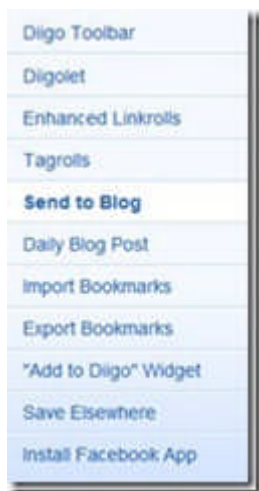 Diigo Toolbar
Diigolet
Enhanced Linkrolls
Tagrolls
Send to Blog
Daily Blog Post
Import Bookmarks
Export Bookmarks
"Add to Diigo" Widget
Save Elsewhere
Install Facebook App